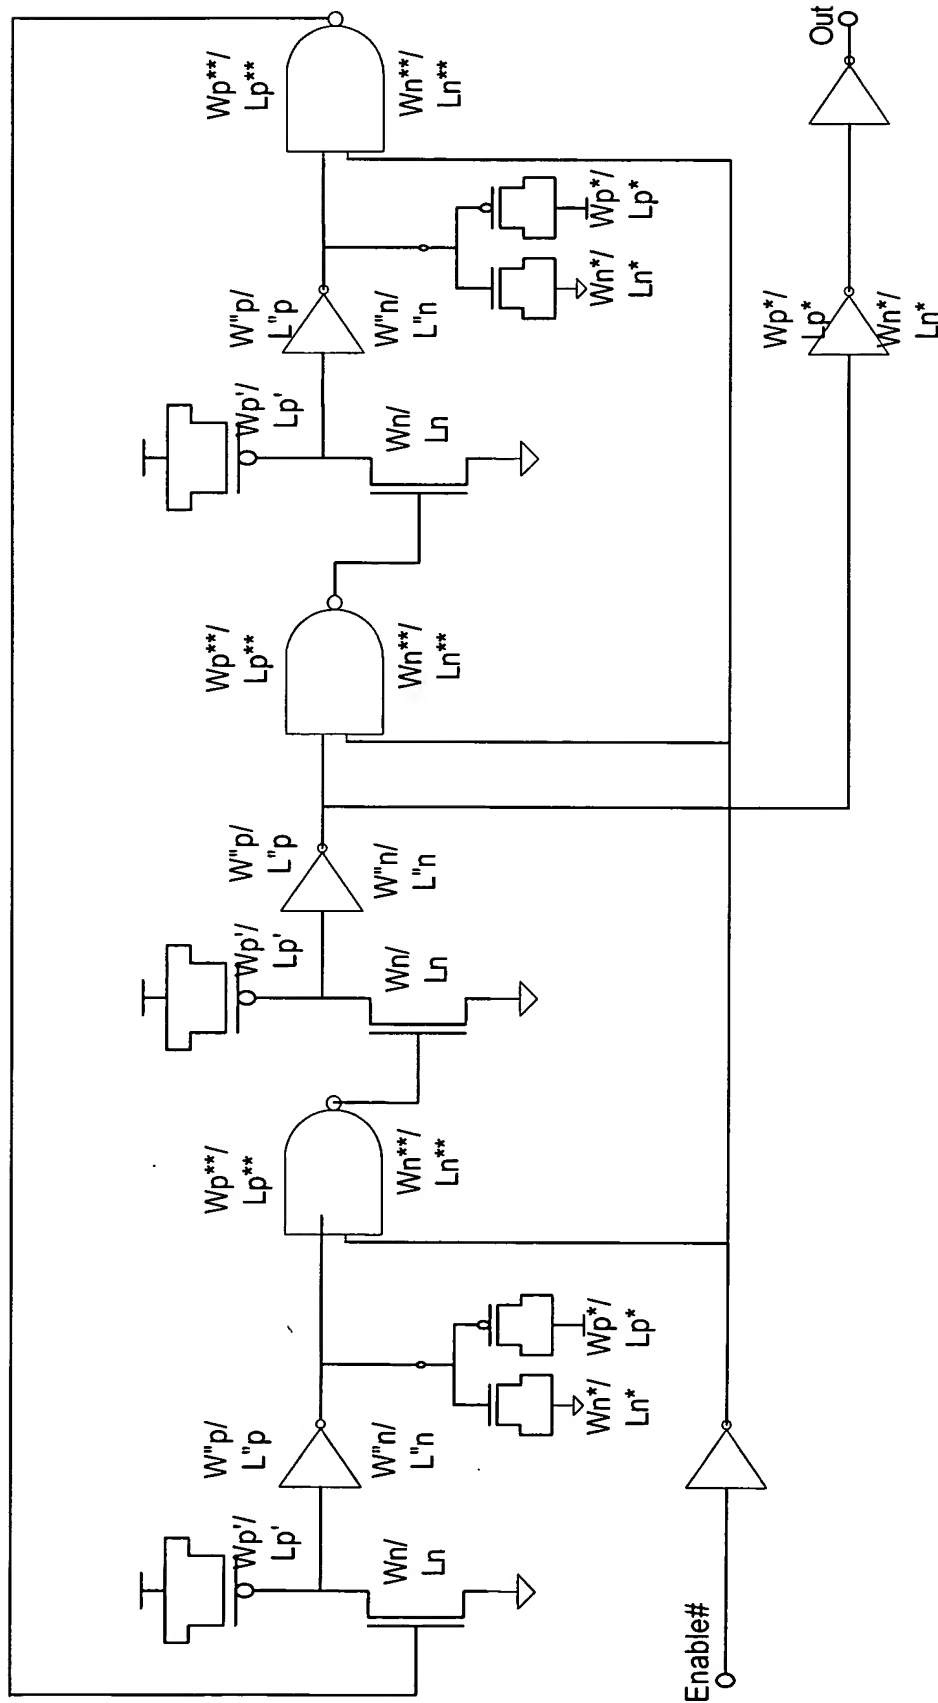 Wp**/
Lp**
Wn**/
Ln**
W"p/
L"p
W"n/
L"n
Wp'/
Lp'
Wn/
Ln
Wn*/
Ln*
Wp*/
Lp*
Out
Wp**/
Lp**
Wn**/
Ln**
Wp*/
Lp*
Wn*/
Ln*
W"p/
L"p
W"n/
L"n
Wp'/
Lp'
Wn/
Ln
Wp**/
Lp**
Wn**/
Ln**
W"p/
L"p
W"n/
L"n
Wn*/
Ln*
Wp*/
Lp*
Wp'/
Lp'
Wn/
Ln
Enable#